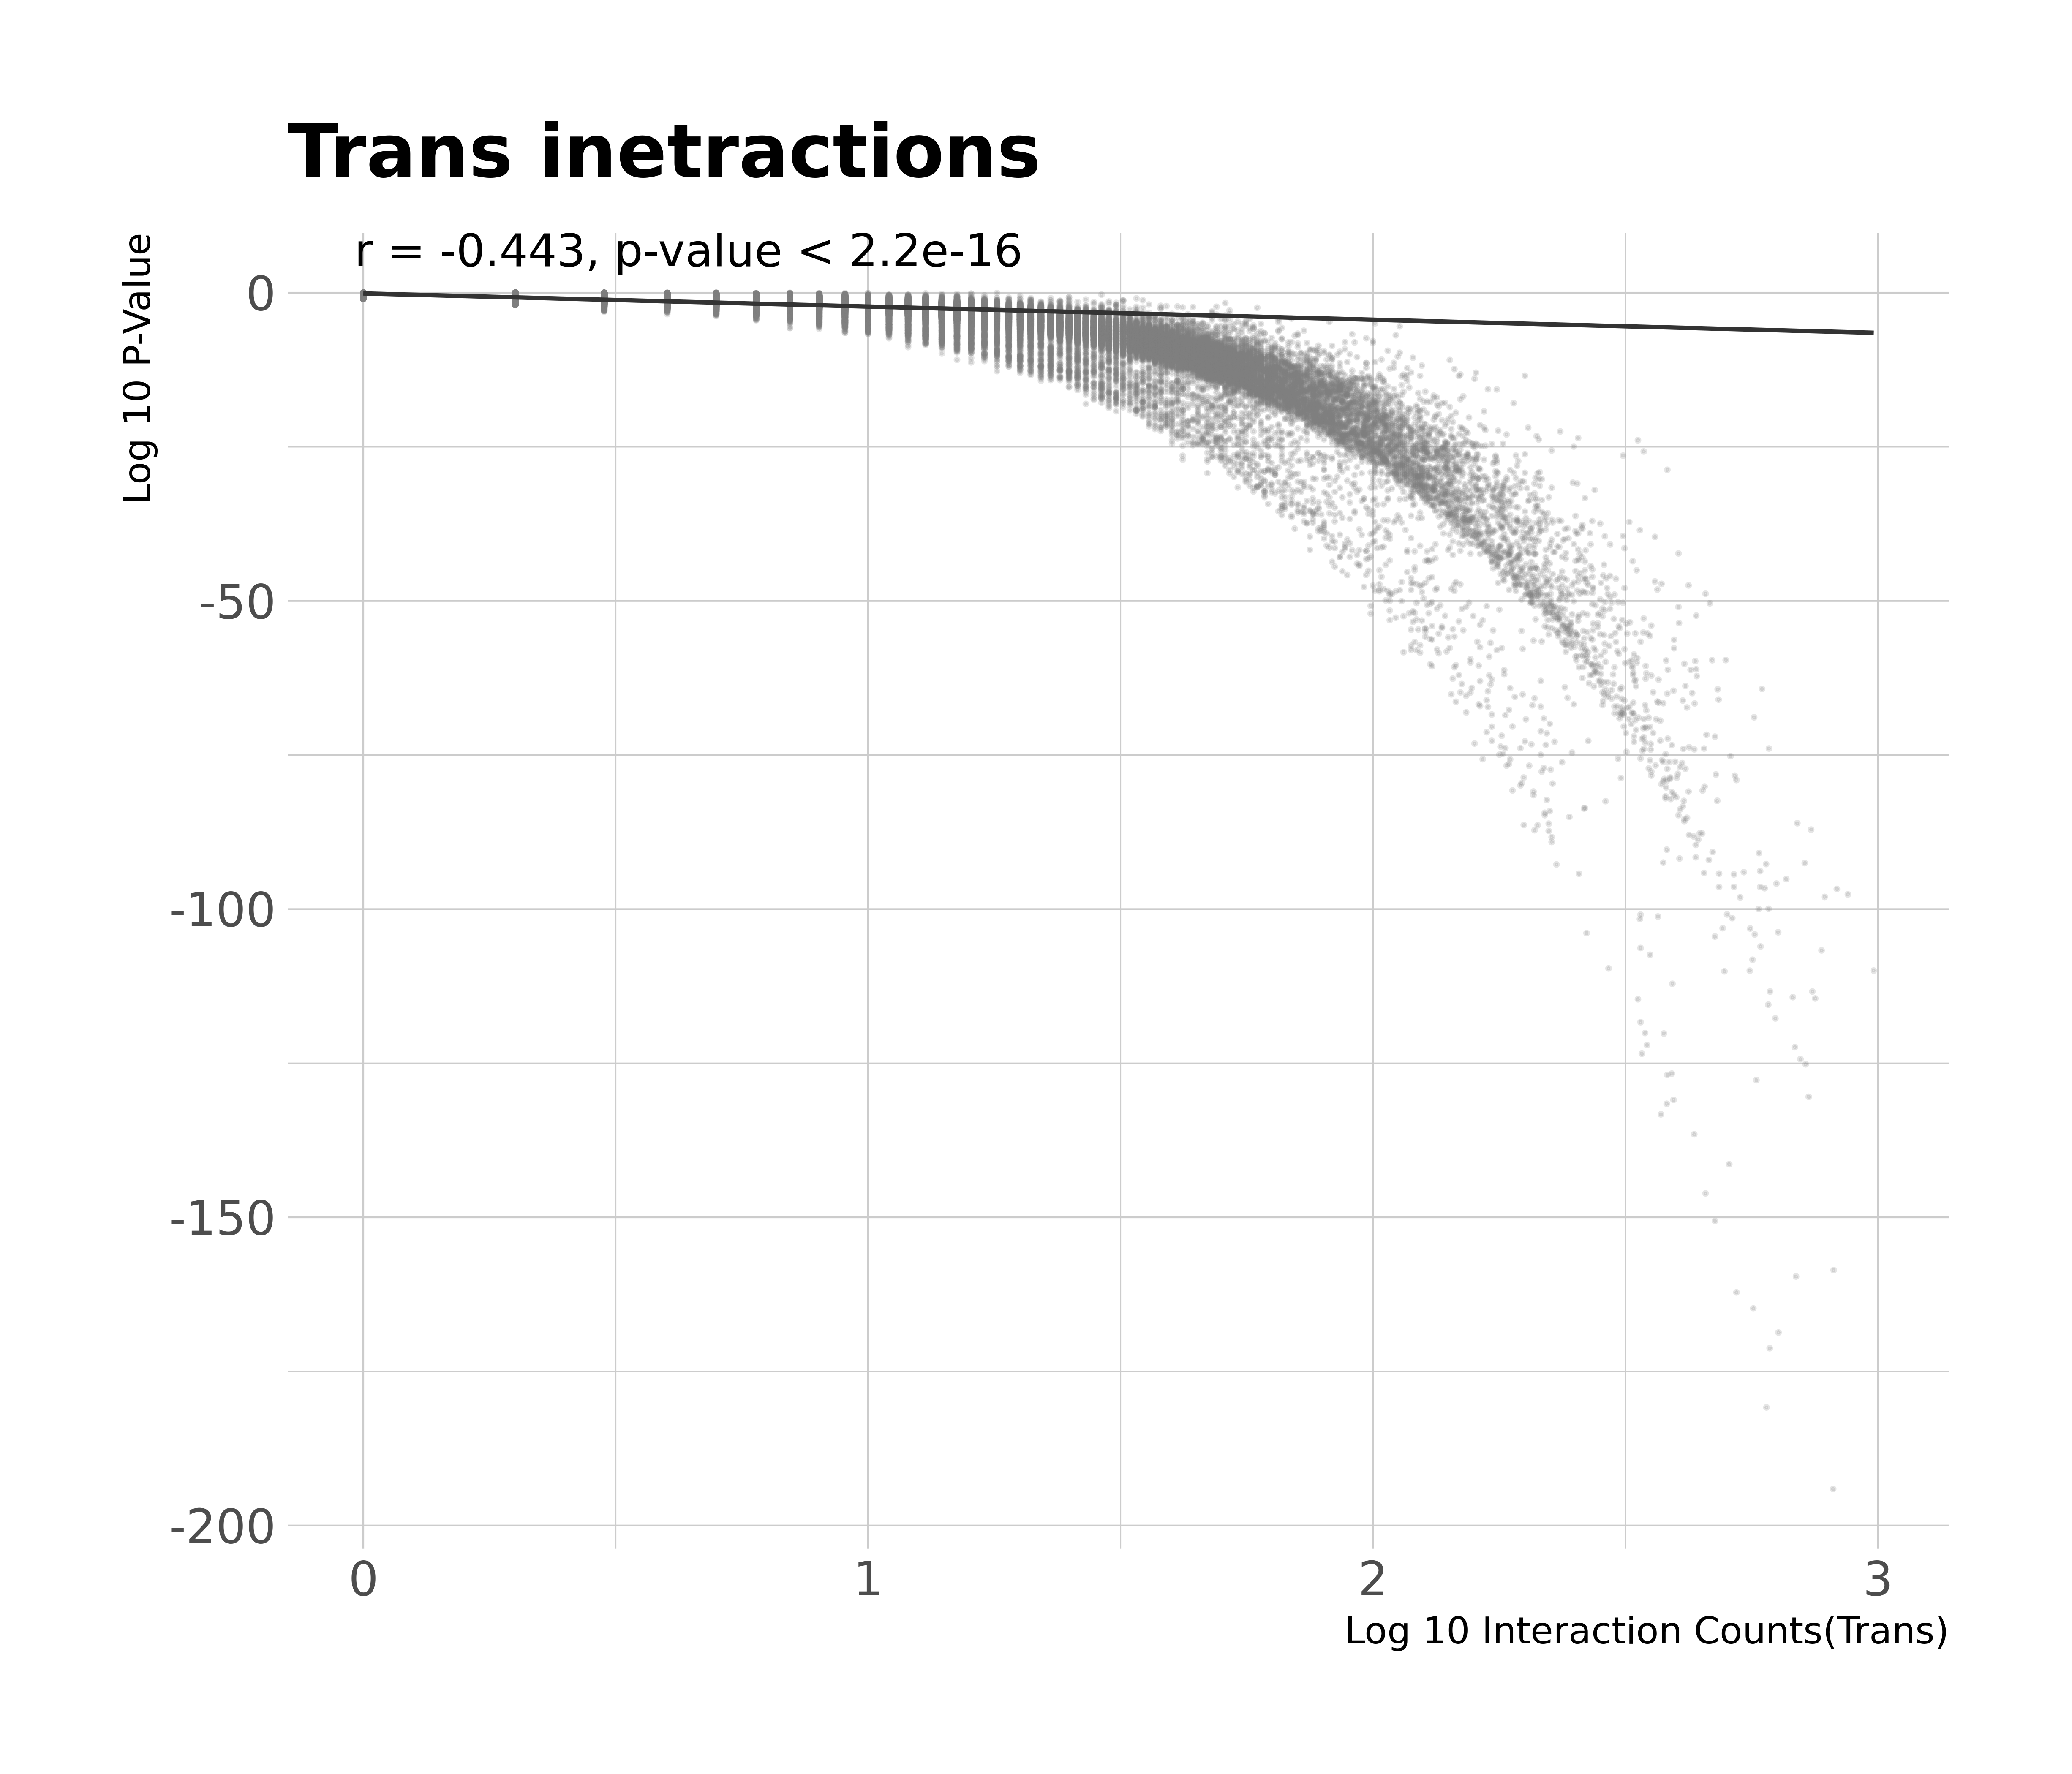 Trans inetractions
r = -0.443, p-value < 2.2e-16
Log 10 P-Value
0
-50
-100
-150
-200
0 1 2 3
Log 10 Interaction Counts(Trans)